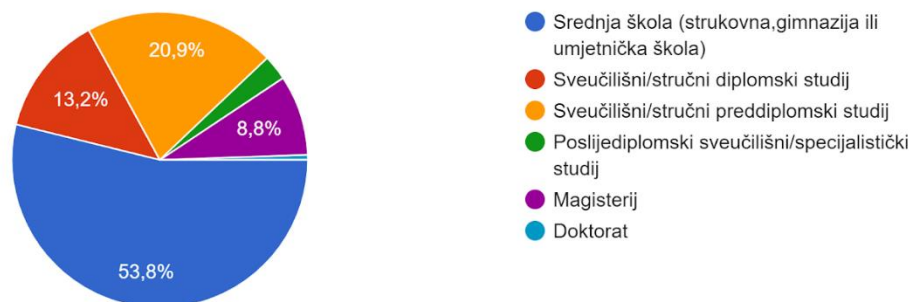 20,9%
13,2%
8,8%
53,8%
Srednja škola (strukovna,gimnazija ili
umjetnička škola)
Sveučilišni/stručni diplomski studij
Sveučilišni/stručni preddiplomski studij
Poslijediplomski sveučilišni/specijalistički
studij
Magisterij
Doktorat